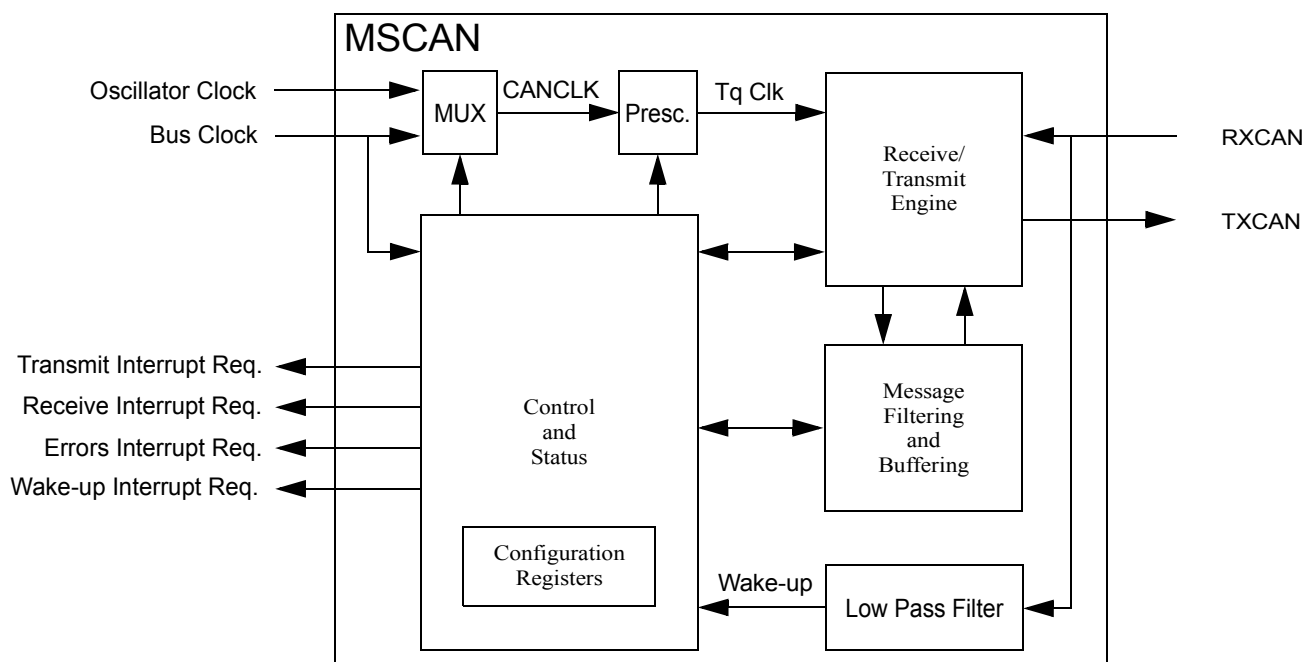 MSCAN
Oscillator Clock
Bus Clock
MUX
CANCLK
Presc.
Tq Clk
Receive/
Transmit
Engine
RXCAN
TXCAN
Transmit Interrupt Req.
Receive Interrupt Req.
Errors Interrupt Req.
Wake-up Interrupt Req.
Control
and
Status
Message
Filtering
and
Buffering
Configuration
Registers
Wake-up
Low Pass Filter